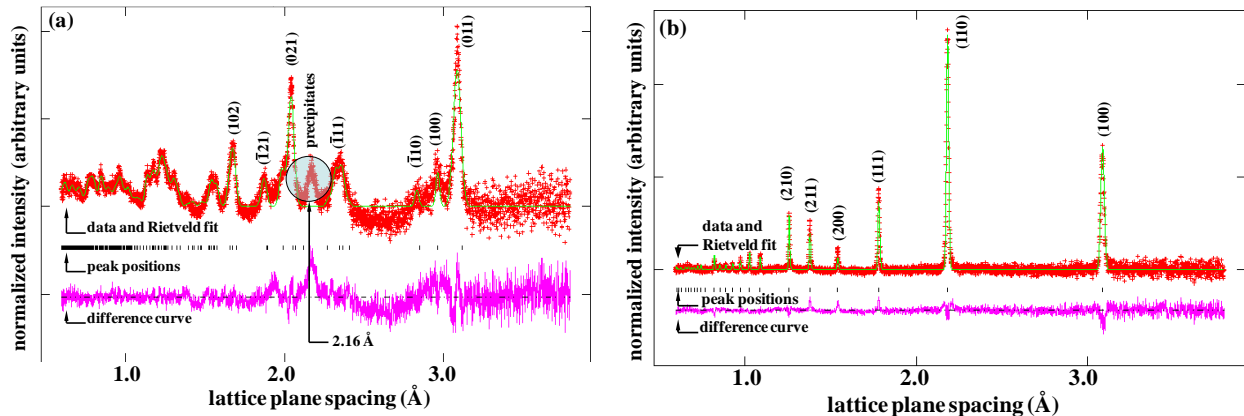 (a)
normalized intensity (arbitrary units)
(102)
(1̅21)
(021)
precipitates
(1̅11)
(1̅10)
(100)
(011)
data and Rietveld fit
peak positions
difference curve
2.16 Å
1.0
2.0
3.0
lattice plane spacing (Å)
(b)
normalized intensity (arbitrary units)
(210)
(211)
(200)
(111)
(110)
(100)
data and
Rietveld fit
peak positions
difference curve
1.0
2.0
3.0
lattice plane spacing (Å)